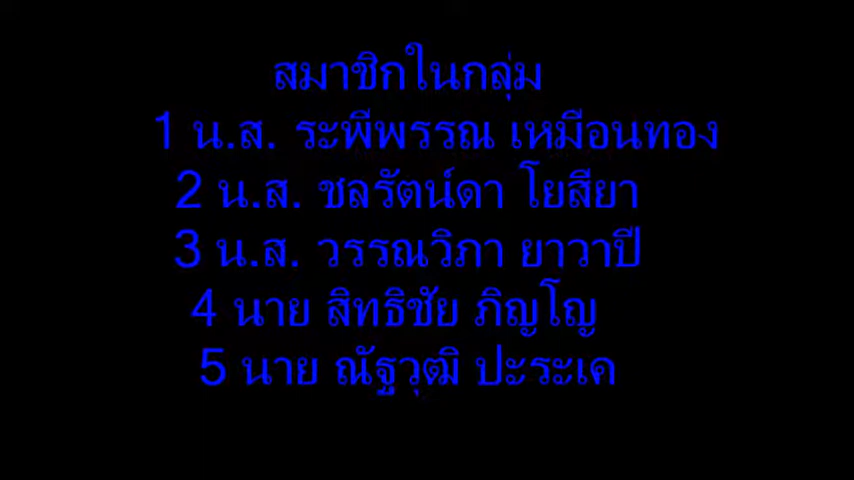 สมาชิกในกลุ่ม
1 น.ส. ระพีพรรณ เหมือนทอง
2 น.ส. ชลรัตน์ดา โยสียา
3 น.ส. วรรณวิภา ยาวาปี
4 นาย สิทธิชัย ภิญโญ
5 นาย ณัฐวุฒิ ปะระเค